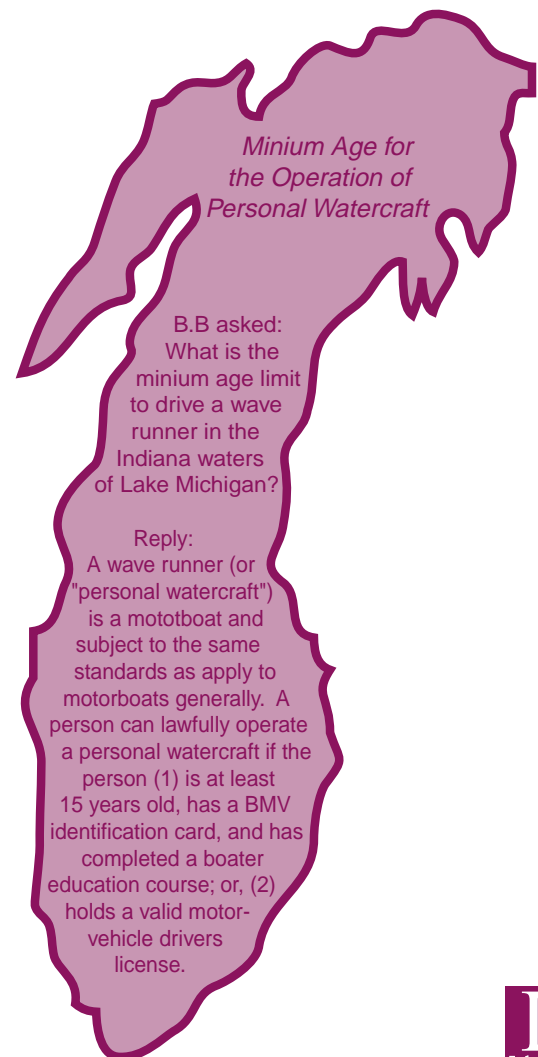 Minium Age for
the Operation of
Personal Watercraft
B.B asked:
What is the
minium age limit
to drive a wave
runner in the
Indiana waters
of Lake Michigan?
Reply:
A wave runner (or
"personal watercraft")
is a mototboat and
subject to the same
standards as apply to
motorboats generally.  A
person can lawfully operate
a personal watercraft if the
person (1) is at least
15 years old, has a BMV
identification card, and has
completed a boater
education course; or, (2)
holds a valid motor-
vehicle drivers
license.